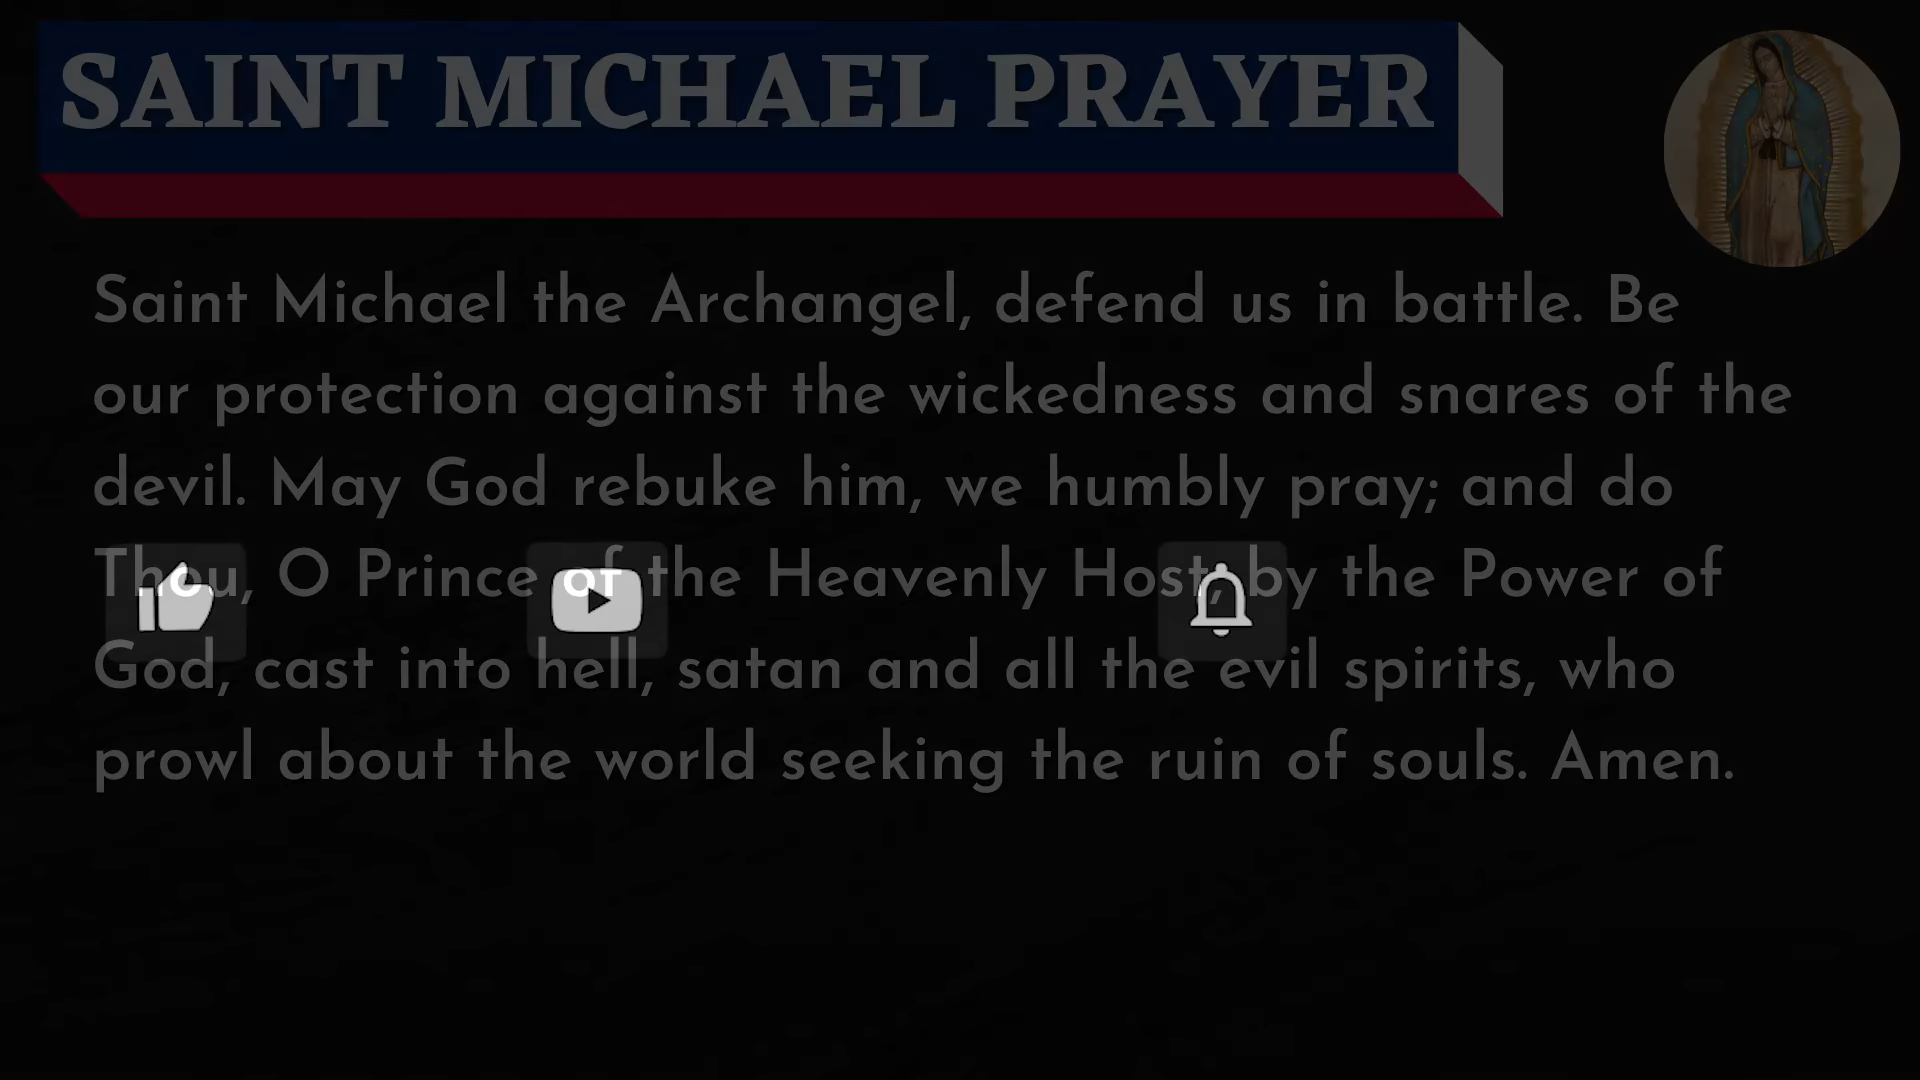 SAINT MICHAEL PRAYER
Saint Michael the Archangel, defend us in battle. Be
our protection against the wickedness and snares of the
devil. May God rebuke him, we humbly pray; and do
Thou, O Prince of the Heavenly Host, by the Power of
God, cast into hell, satan and all the evil spirits, who
prowl about the world seeking the ruin of souls. Amen.